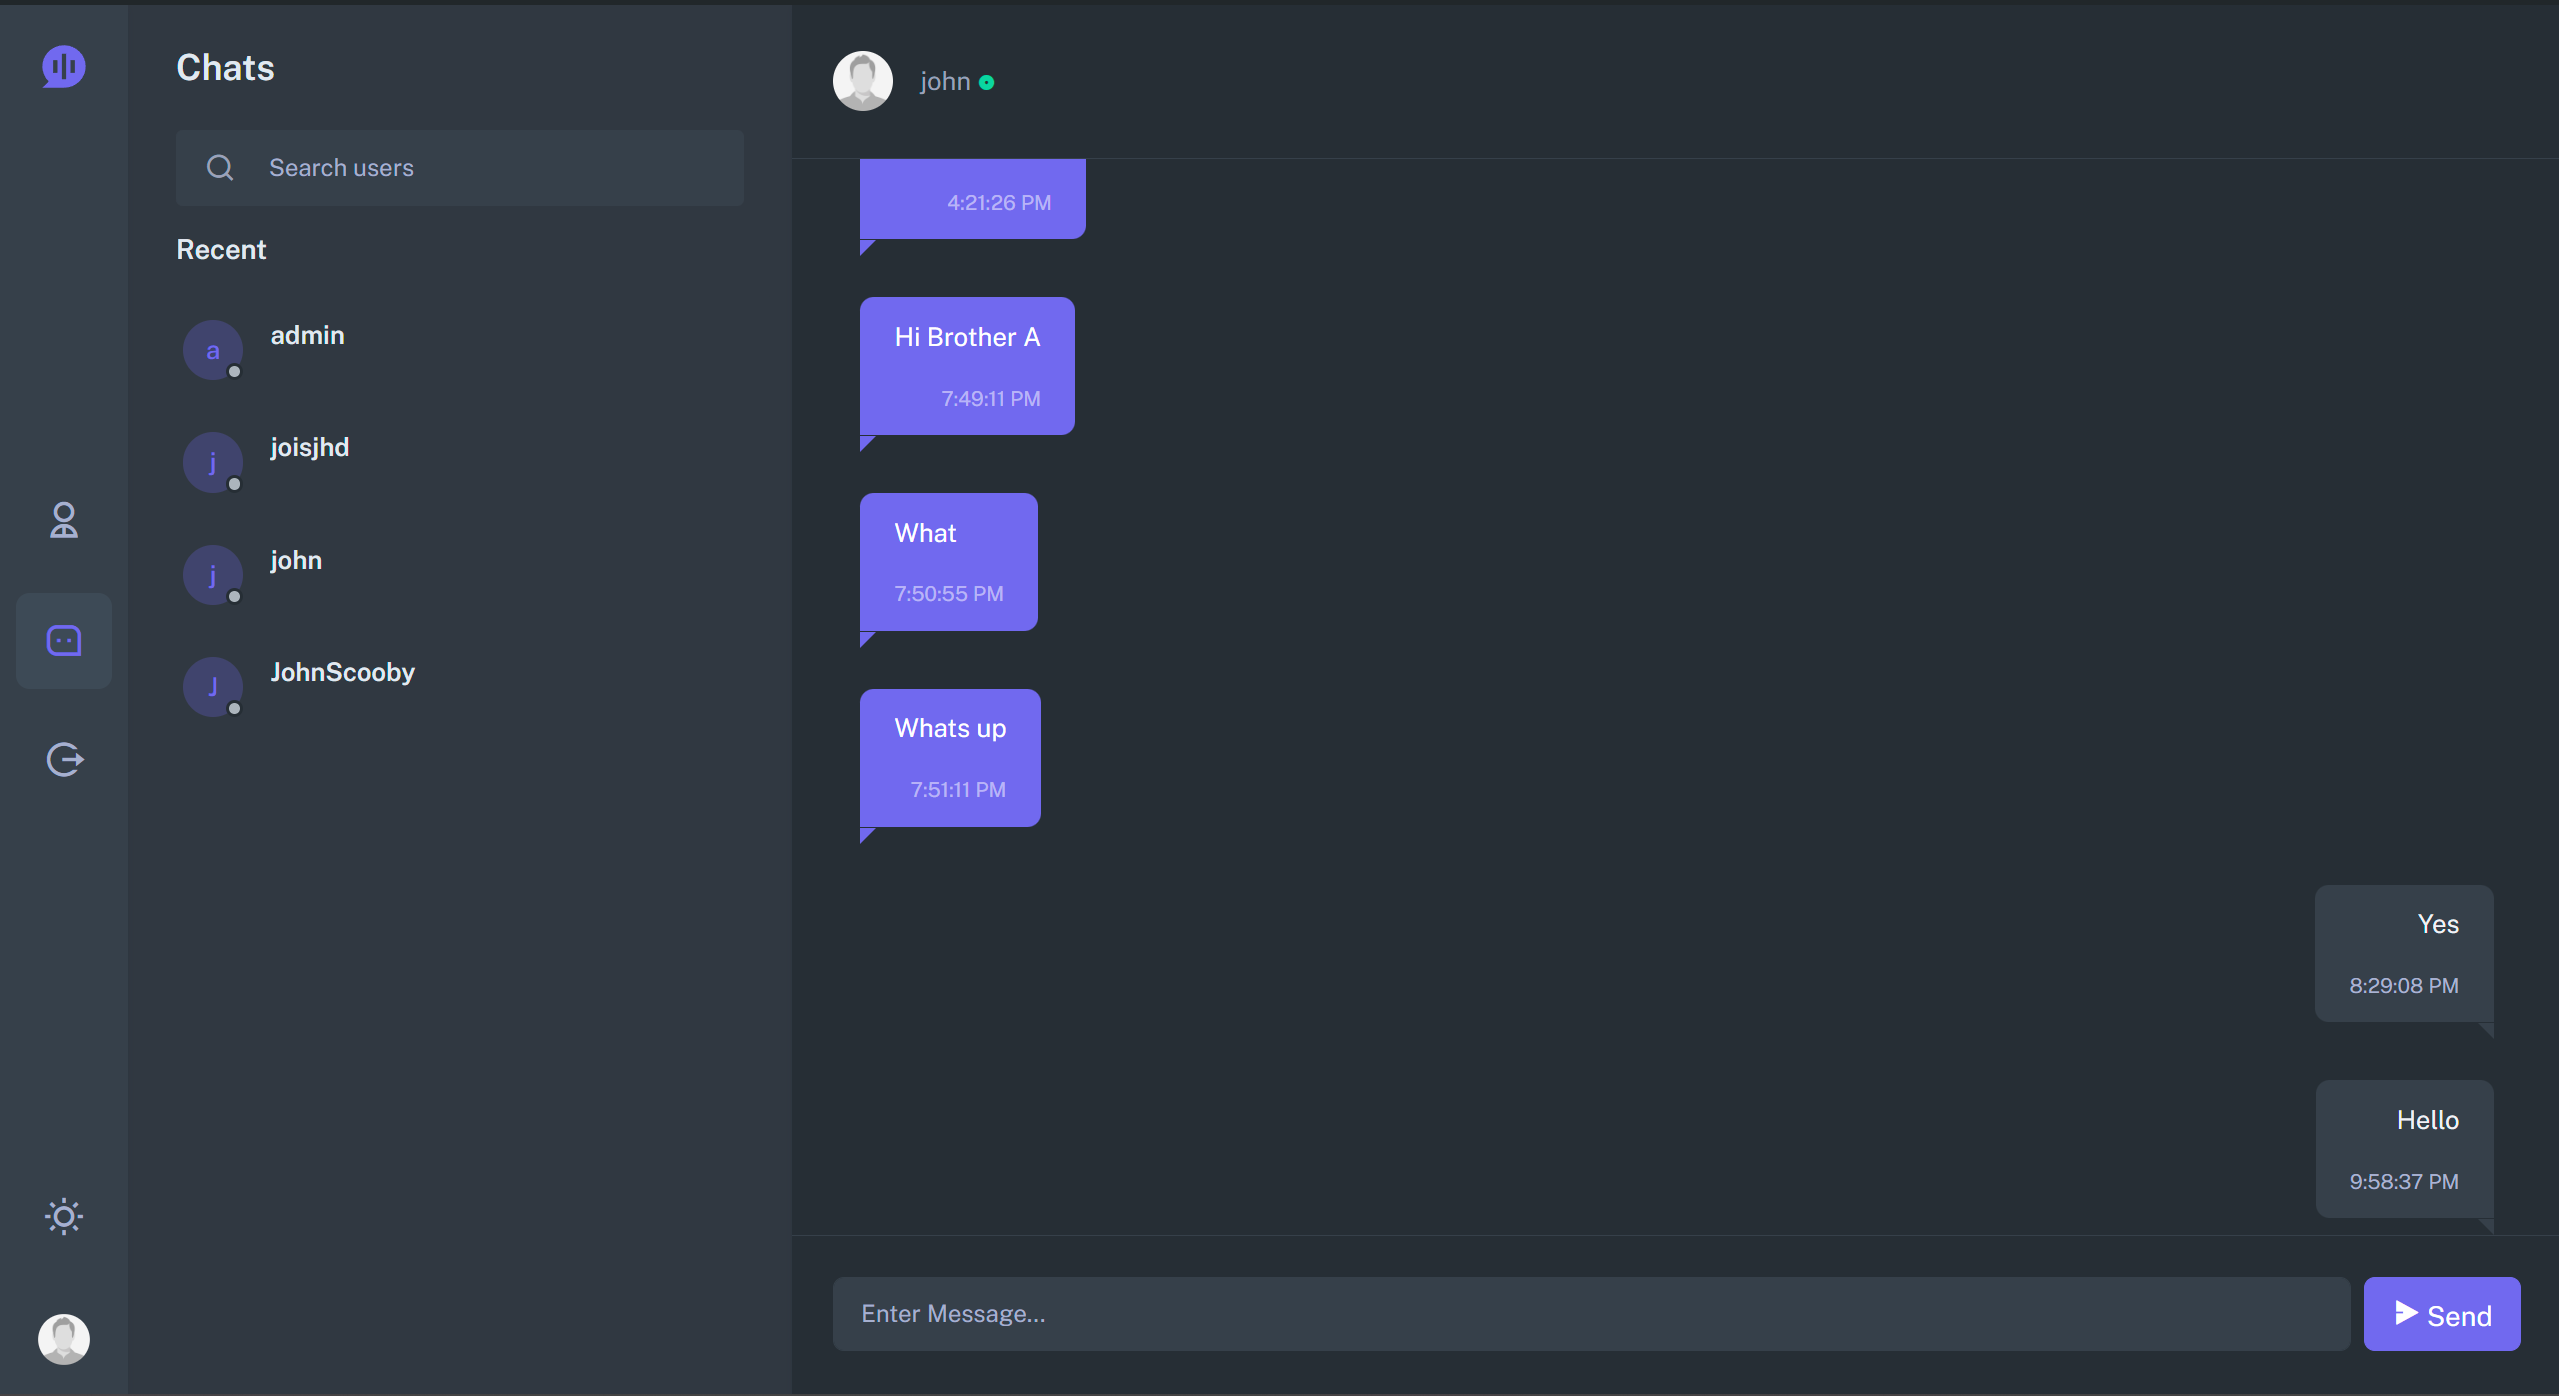 Chats
Search users
Recent
a
admin
j
joisjhd
j
john
J
JohnScooby
john
4:21:26 PM
Hi Brother A
7:49:11 PM
What
7:50:55 PM
Whats up
7:51:11 PM
Yes
8:29:08 PM
Hello
9:58:37 PM
Enter Message...
Send